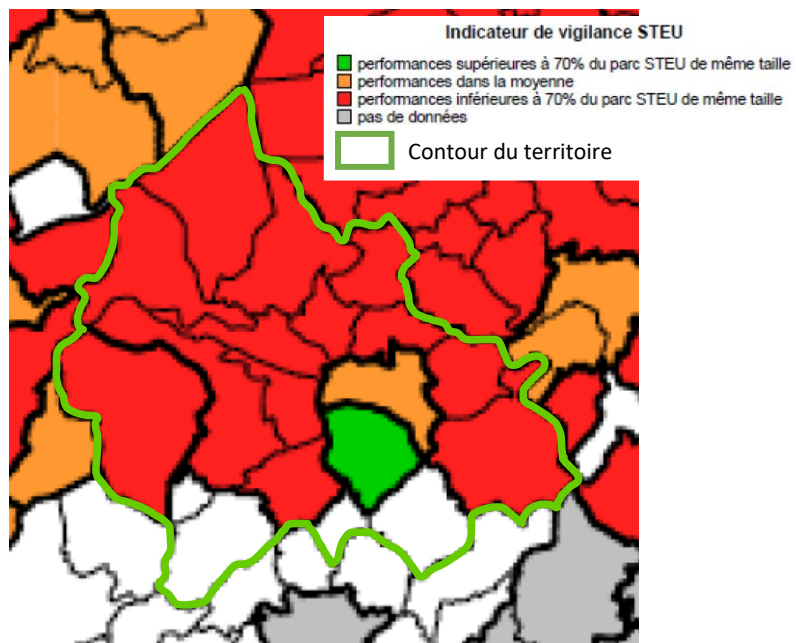 Indicateur de vigilance STEU
performances supérieures à 70% du parc STEU de même taille
performances dans la moyenne
performances inférieures à 70% du parc STEU de même taille
pas de données
Contour du territoire